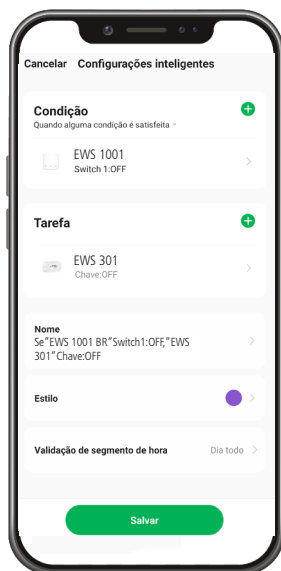 Cancelar Configurações inteligentes
Condição
Quando alguma condição é satisfeita
EWS 1001
Switch 1:OFF
Tarefa
EWS 301
Chave:OFF
Nome
Se"EWS 1001 BR"Switch1:OFF,"EWS
301"Chave:OFF
Estilo
Validação de segmento de hora Dia todo
Salvar